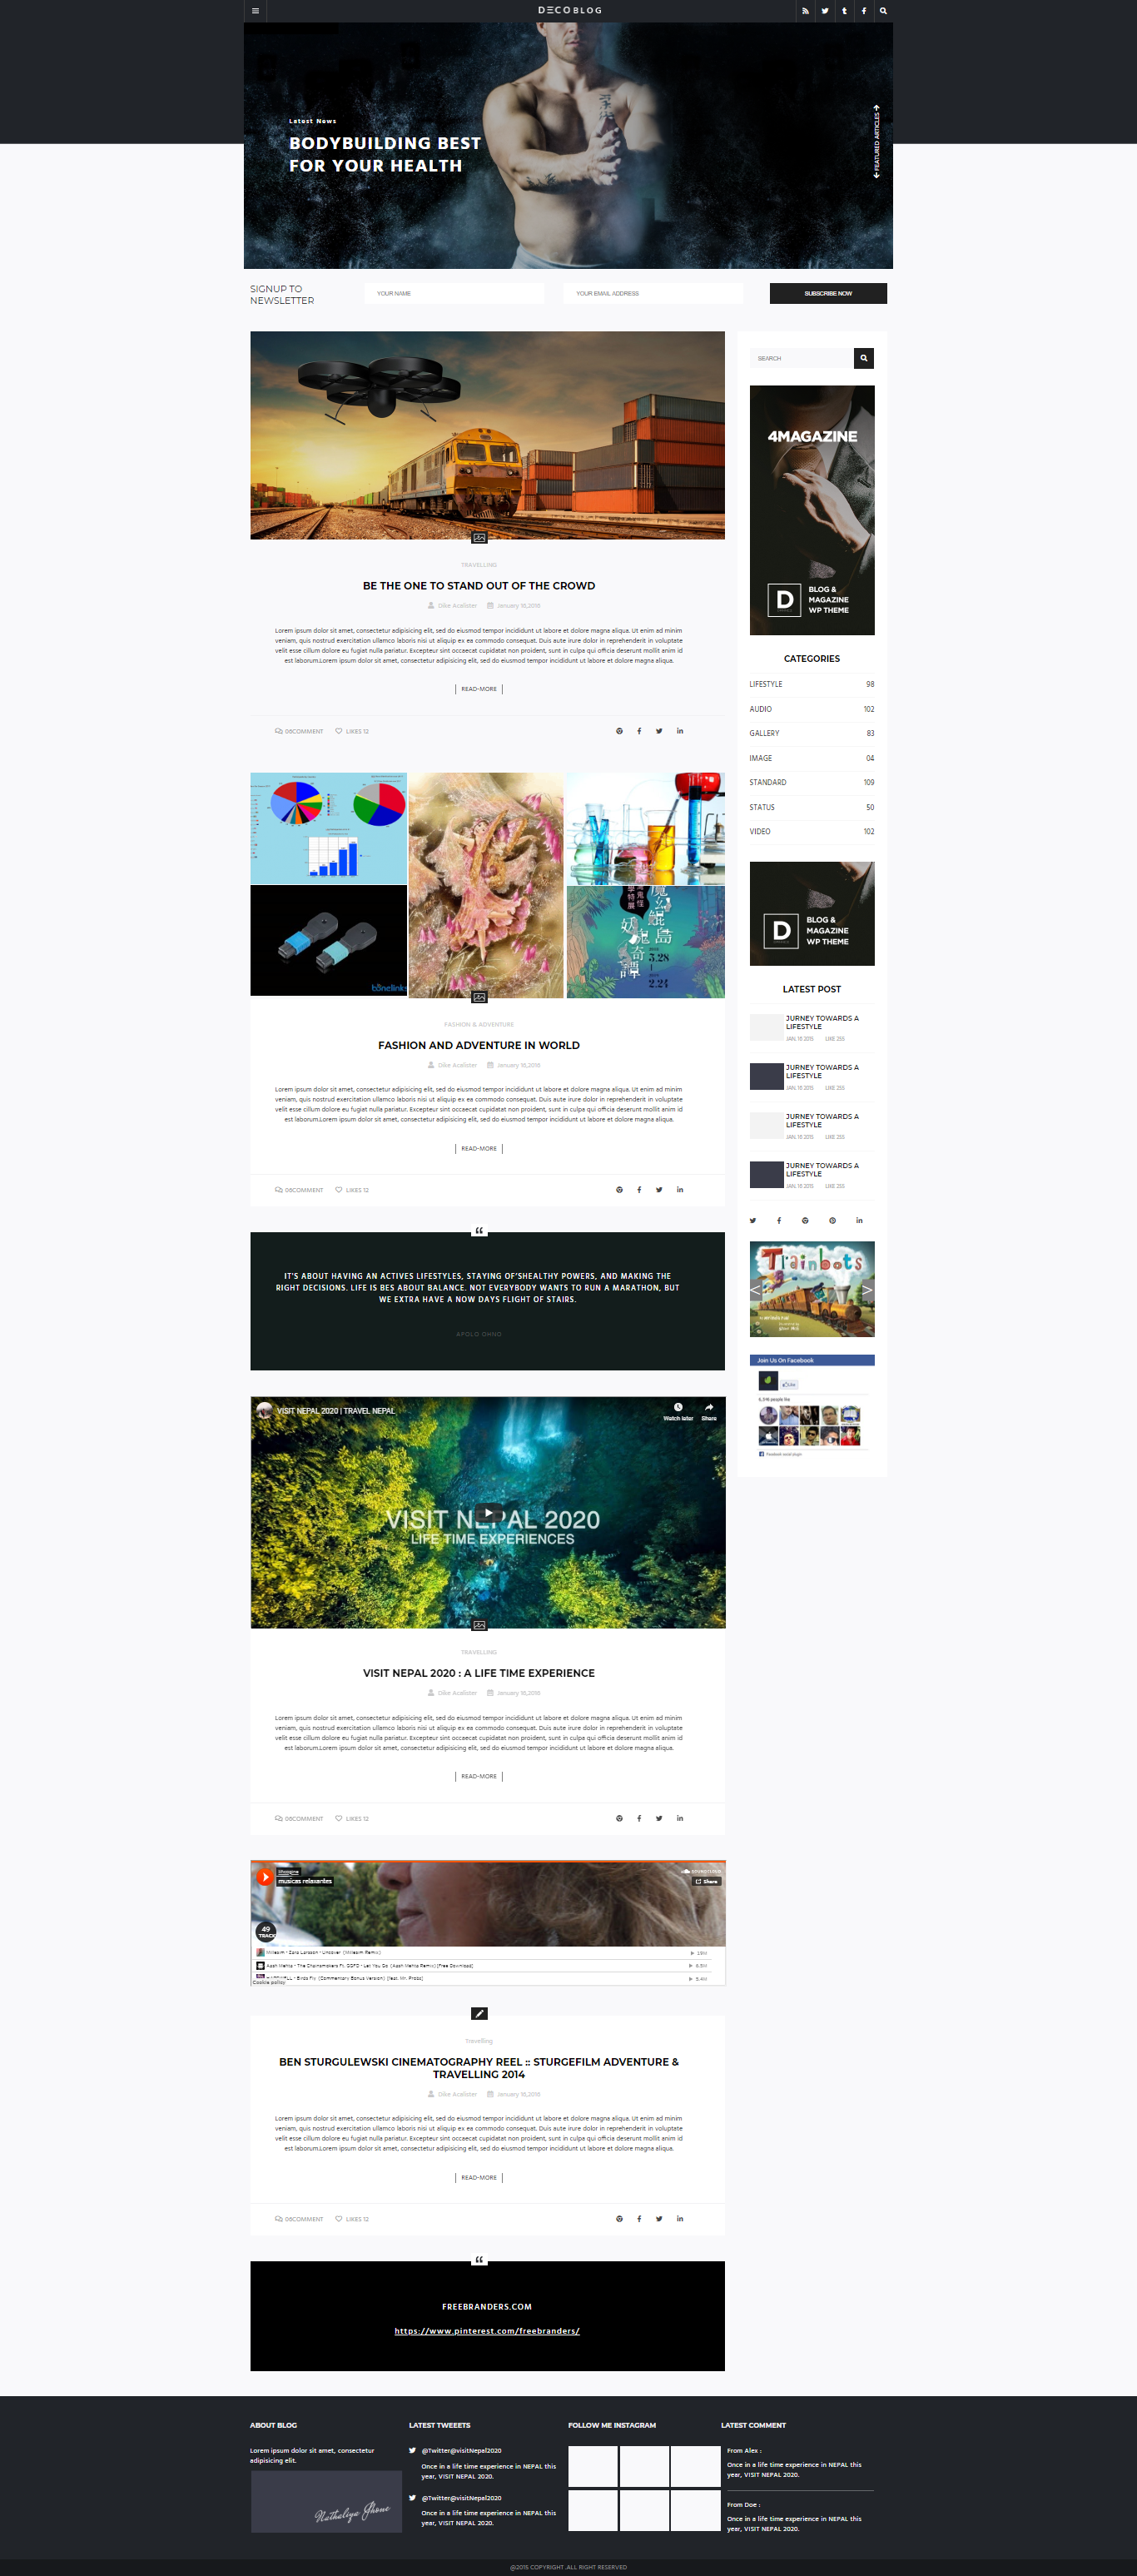 DECOBLOG
Latest News
BODYBUILDING BEST
FOR YOUR HEALTH
FEATURED ARTICLES
SIGNUP TO
NEWSLETTER
YOUR NAME
YOUR EMAIL ADDRESS
SUBSCRIBE NOW
TRAVELLING
BE THE ONE TO STAND OUT OF THE CROWD
Dike Acalister January 16,2016
Lorem ipsum dolor sit amet, consectetur adipisicing elit, sed do eiusmod tempor incididunt ut labore et dolore magna aliqua. Ut enim ad minim
veniam, quis nostrud exercitation ullamco laboris nisi ut aliquip ex ea commodo consequat. Duis aute irure dolor in reprehenderit in voluptate
velit esse cillum dolore eu fugiat nulla pariatur. Excepteur sint occaecat cupidatat non proident, sunt in culpa qui officia deserunt mollit anim id
est laborum.Lorem ipsum dolor sit amet, consectetur adipisicing elit, sed do eiusmod tempor incididunt ut labore et dolore magna aliqua.
READ-MORE
06COMMENT LIKES 12
魔幻鯤島
妖鬼奇譚
3.28
2.24
bonelinks
FASHION & ADVENTURE
FASHION AND ADVENTURE IN WORLD
Dike Acalister January 16,2016
Lorem ipsum dolor sit amet, consectetur adipisicing elit, sed do eiusmod tempor incididunt ut labore et dolore magna aliqua. Ut enim ad minim
veniam, quis nostrud exercitation ullamco laboris nisi ut aliquip ex ea commodo consequat. Duis aute irure dolor in reprehenderit in voluptate
velit esse cillum dolore eu fugiat nulla pariatur. Excepteur sint occaecat cupidatat non proident, sunt in culpa qui officia deserunt mollit anim id
est laborum.Lorem ipsum dolor sit amet, consectetur adipisicing elit, sed do eiusmod tempor incididunt ut labore et dolore magna aliqua.
READ-MORE
06COMMENT LIKES 12
IT'S ABOUT HAVING AN ACTIVES LIFESTYLES, STAYING OF'SHEALTHY POWERS, AND MAKING THE
RIGHT DECISIONS. LIFE IS BES ABOUT BALANCE. NOT EVERYBODY WANTS TO RUN A MARATHON, BUT
WE EXTRA HAVE A NOW DAYS FLIGHT OF STAIRS.
APOLO OHNO
VISIT NEPAL 2020 | TRAVEL NEPAL
Watch later Share
VISIT NEPAL 2020
LIFE TIME EXPERIENCES
TRAVELLING
VISIT NEPAL 2020 : A LIFE TIME EXPERIENCE
Dike Acalister January 16,2016
Lorem ipsum dolor sit amet, consectetur adipisicing elit, sed do eiusmod tempor incididunt ut labore et dolore magna aliqua. Ut enim ad minim
veniam, quis nostrud exercitation ullamco laboris nisi ut aliquip ex ea commodo consequat. Duis aute irure dolor in reprehenderit in voluptate
velit esse cillum dolore eu fugiat nulla pariatur. Excepteur sint occaecat cupidatat non proident, sunt in culpa qui officia deserunt mollit anim id
est laborum.Lorem ipsum dolor sit amet, consectetur adipisicing elit, sed do eiusmod tempor incididunt ut labore et dolore magna aliqua.
READ-MORE
06COMMENT LIKES 12
musicas relaxantes
SOUNDCLOUD
Share
49
TRACKS
Cookie policy
Travelling
BEN STURGULEWSKI CINEMATOGRAPHY REEL :: STURGEFILM ADVENTURE &
TRAVELLING 2014
Dike Acalister January 16,2016
Lorem ipsum dolor sit amet, consectetur adipisicing elit, sed do eiusmod tempor incididunt ut labore et dolore magna aliqua. Ut enim ad minim
veniam, quis nostrud exercitation ullamco laboris nisi ut aliquip ex ea commodo consequat. Duis aute irure dolor in reprehenderit in voluptate
velit esse cillum dolore eu fugiat nulla pariatur. Excepteur sint occaecat cupidatat non proident, sunt in culpa qui officia deserunt mollit anim id
est laborum.Lorem ipsum dolor sit amet, consectetur adipisicing elit, sed do eiusmod tempor incididunt ut labore et dolore magna aliqua.
READ-MORE
06COMMENT LIKES 12
FREEBRANDERS.COM
https://www.pinterest.com/freebranders/
SEARCH
4MAGAZINE
D
BLOG &
MAGAZINE
WP THEME
CATEGORIES
LIFESTYLE 98
AUDIO 102
GALLERY 83
IMAGE 04
STANDARD 109
STATUS 50
VIDEO 102
D
BLOG &
MAGAZINE
WP THEME
LATEST POST
JURNEY TOWARDS A
LIFESTYLE
JAN. 16 2015 LIKE 255
JURNEY TOWARDS A
LIFESTYLE
JAN. 16 2015 LIKE 255
JURNEY TOWARDS A
LIFESTYLE
JAN. 16 2015 LIKE 255
JURNEY TOWARDS A
LIFESTYLE
JAN. 16 2015 LIKE 255
Trainbots
Join Us On Facebook
Like
Facebook social plugin
ABOUT BLOG
Lorem ipsum dolor sit amet, consectetur
adipisicing elit.
Nathaliya Jhone
LATEST TWEEETS
@Twitter@visitNepal2020
Once in a life time experience in NEPAL this
year, VISIT NEPAL 2020.
@Twitter@visitNepal2020
Once in a life time experience in NEPAL this
year, VISIT NEPAL 2020.
FOLLOW ME INSTAGRAM
LATEST COMMENT
From Alex :
Once in a life time experience in NEPAL this
year, VISIT NEPAL 2020.
From Doe :
Once in a life time experience in NEPAL this
year, VISIT NEPAL 2020.
@2015 COPYRIGHT .ALL RIGHT RESERVED